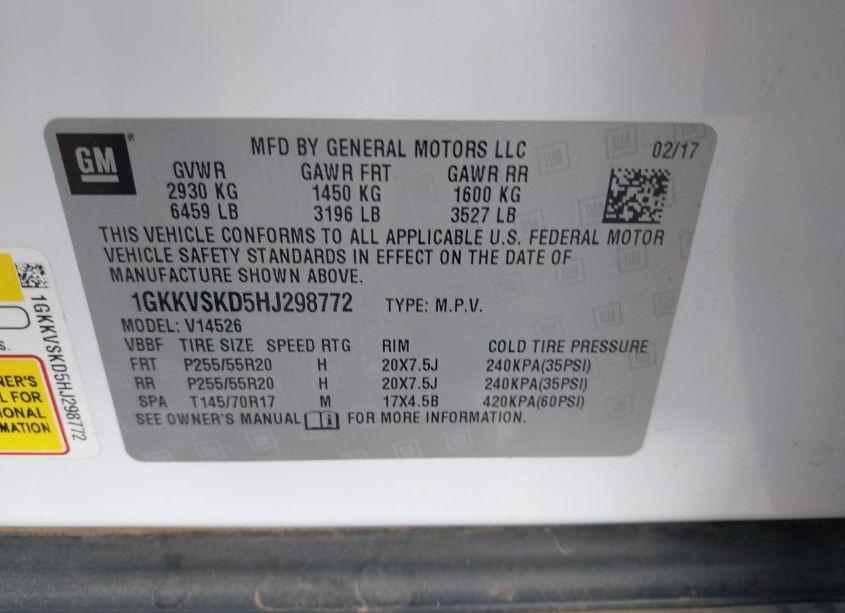 GM
MFD BY GENERAL MOTORS LLC 02/17
GVWR GAWR FRT GAWR RR
2930 KG 1450 KG 1600 KG
6459 LB 3196 LB 3527 LB
THIS VEHICLE CONFORMS TO ALL APPLICABLE U.S. FEDERAL MOTOR
VEHICLE SAFETY STANDARDS IN EFFECT ON THE DATE OF
MANUFACTURE SHOWN ABOVE.
1GKKVSKD5HJ298772 TYPE: M.P.V.
MODEL: V14526
VBBF TIRE SIZE SPEED RTG RIM COLD TIRE PRESSURE
FRT P255/55R20 H 20X7.5J 240KPA(35PSI)
RR P255/55R20 H 20X7.5J 240KPA(35PSI)
SPA T145/70R17 M 17X4.5B 420KPA(60PSI)
SEE OWNER'S MANUAL i FOR MORE INFORMATION.
1GKKVSKD5HJ298772
S.
NER'S
L FOR
IONAL
MATION